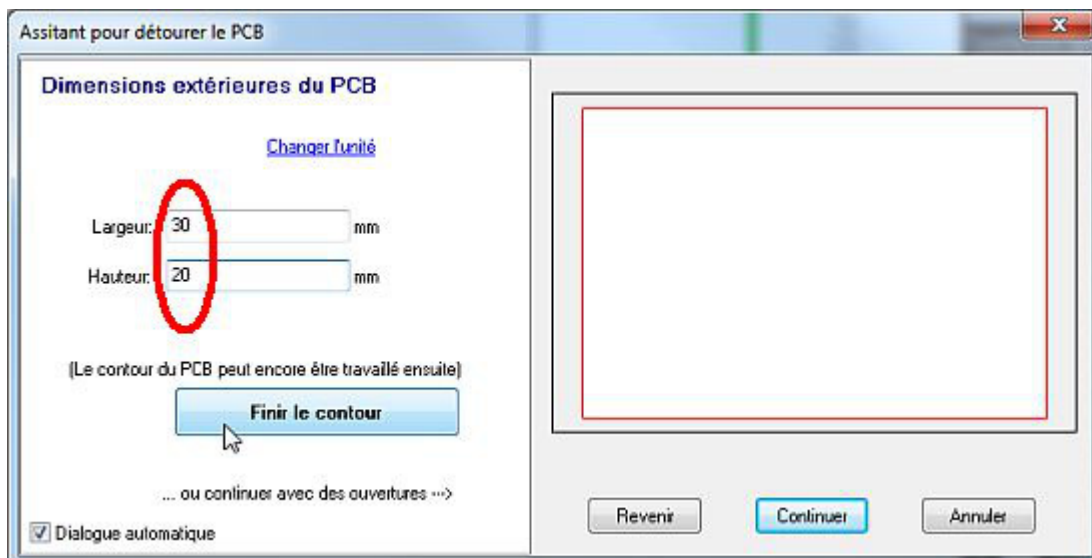 Assitant pour détourer le PCB
Dimensions extérieures du PCB
Changer l'unité
Largeur: 30 mm
Hauteur: 20 mm
(Le contour du PCB peut encore être travaillé ensuite)
Finir le contour
... ou continuer avec des ouvertures --->
Dialogue automatique
Revenir Continuer Annuler